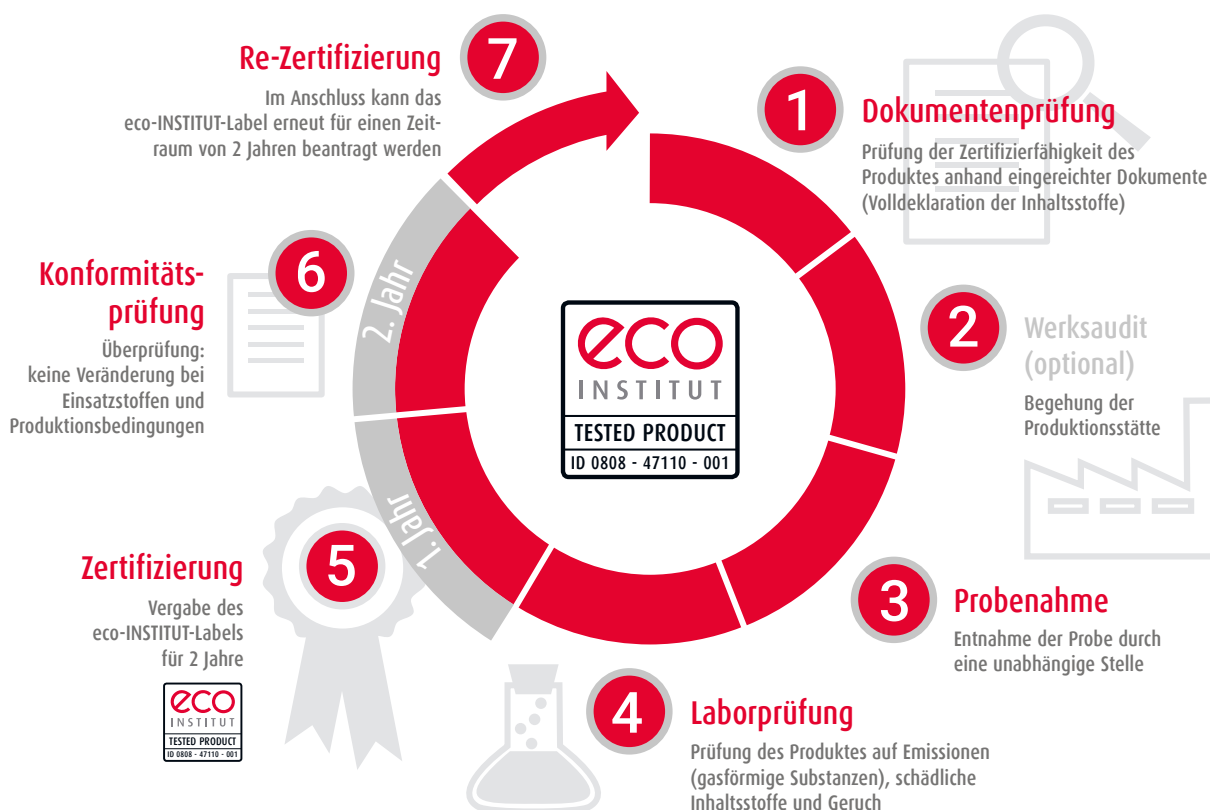 1
Dokumentenprüfung
Prüfung der Zertifizierfähigkeit des
Produktes anhand eingereichter Dokumente
(Volldeklaration der Inhaltsstoffe)
2
Werksaudit
(optional)
Begehung der
Produktionsstätte
3
Probenahme
Entnahme der Probe durch
eine unabhängige Stelle
4
Laborprüfung
Prüfung des Produktes auf Emissionen
(gasförmige Substanzen), schädliche
Inhaltsstoffe und Geruch
5
Zertifizierung
Vergabe des
eco-INSTITUT-Labels
für 2 Jahre
eco
INSTITUT
TESTED PRODUCT
ID 0808 - 47110 - 001
1. Jahr
6
Konformitäts-
prüfung
Überprüfung:
keine Veränderung bei
Einsatzstoffen und
Produktionsbedingungen
2. Jahr
7
Re-Zertifizierung
Im Anschluss kann das
eco-INSTITUT-Label erneut für einen Zeit-
raum von 2 Jahren beantragt werden
eco
INSTITUT
TESTED PRODUCT
ID 0808 - 47110 - 001